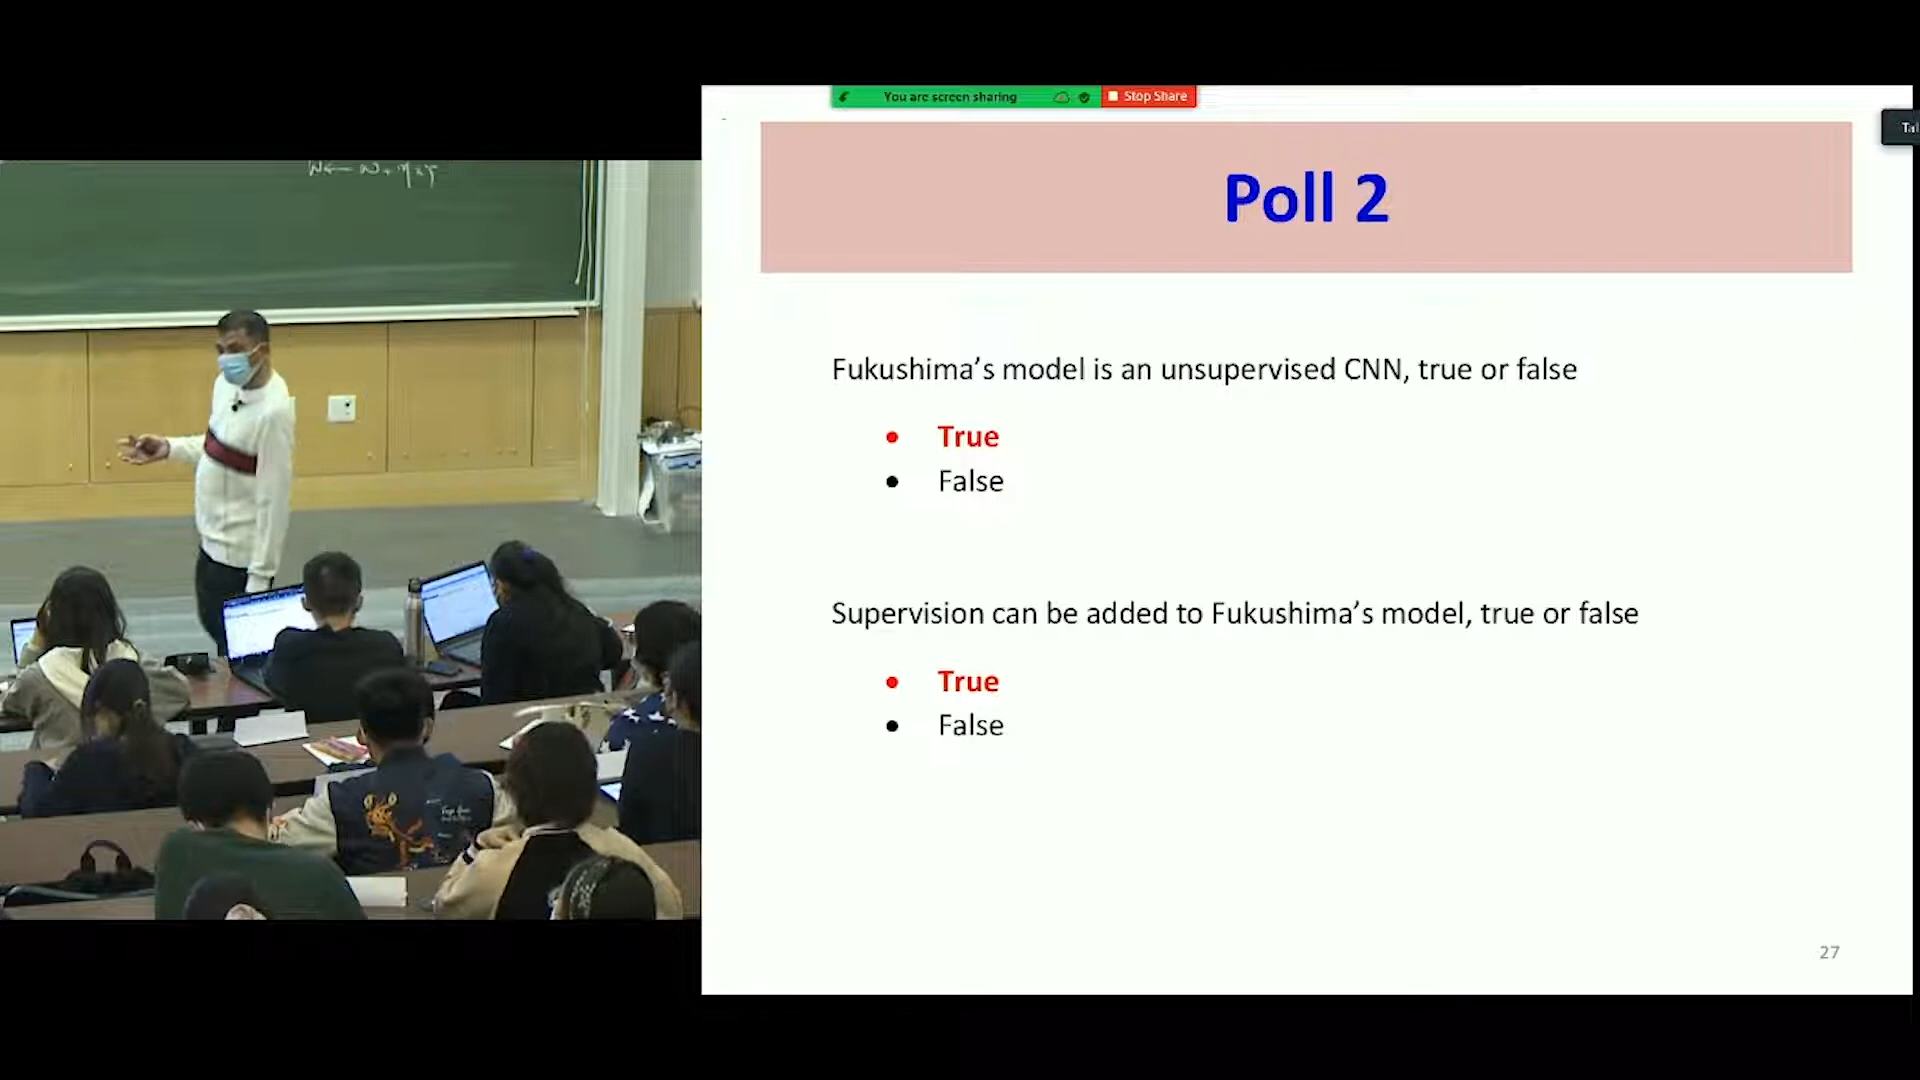 You are screen sharing
Stop Share
Poll 2
Fukushima's model is an unsupervised CNN, true or false
• True
• False
Supervision can be added to Fukushima's model, true or false
• True
• False
27